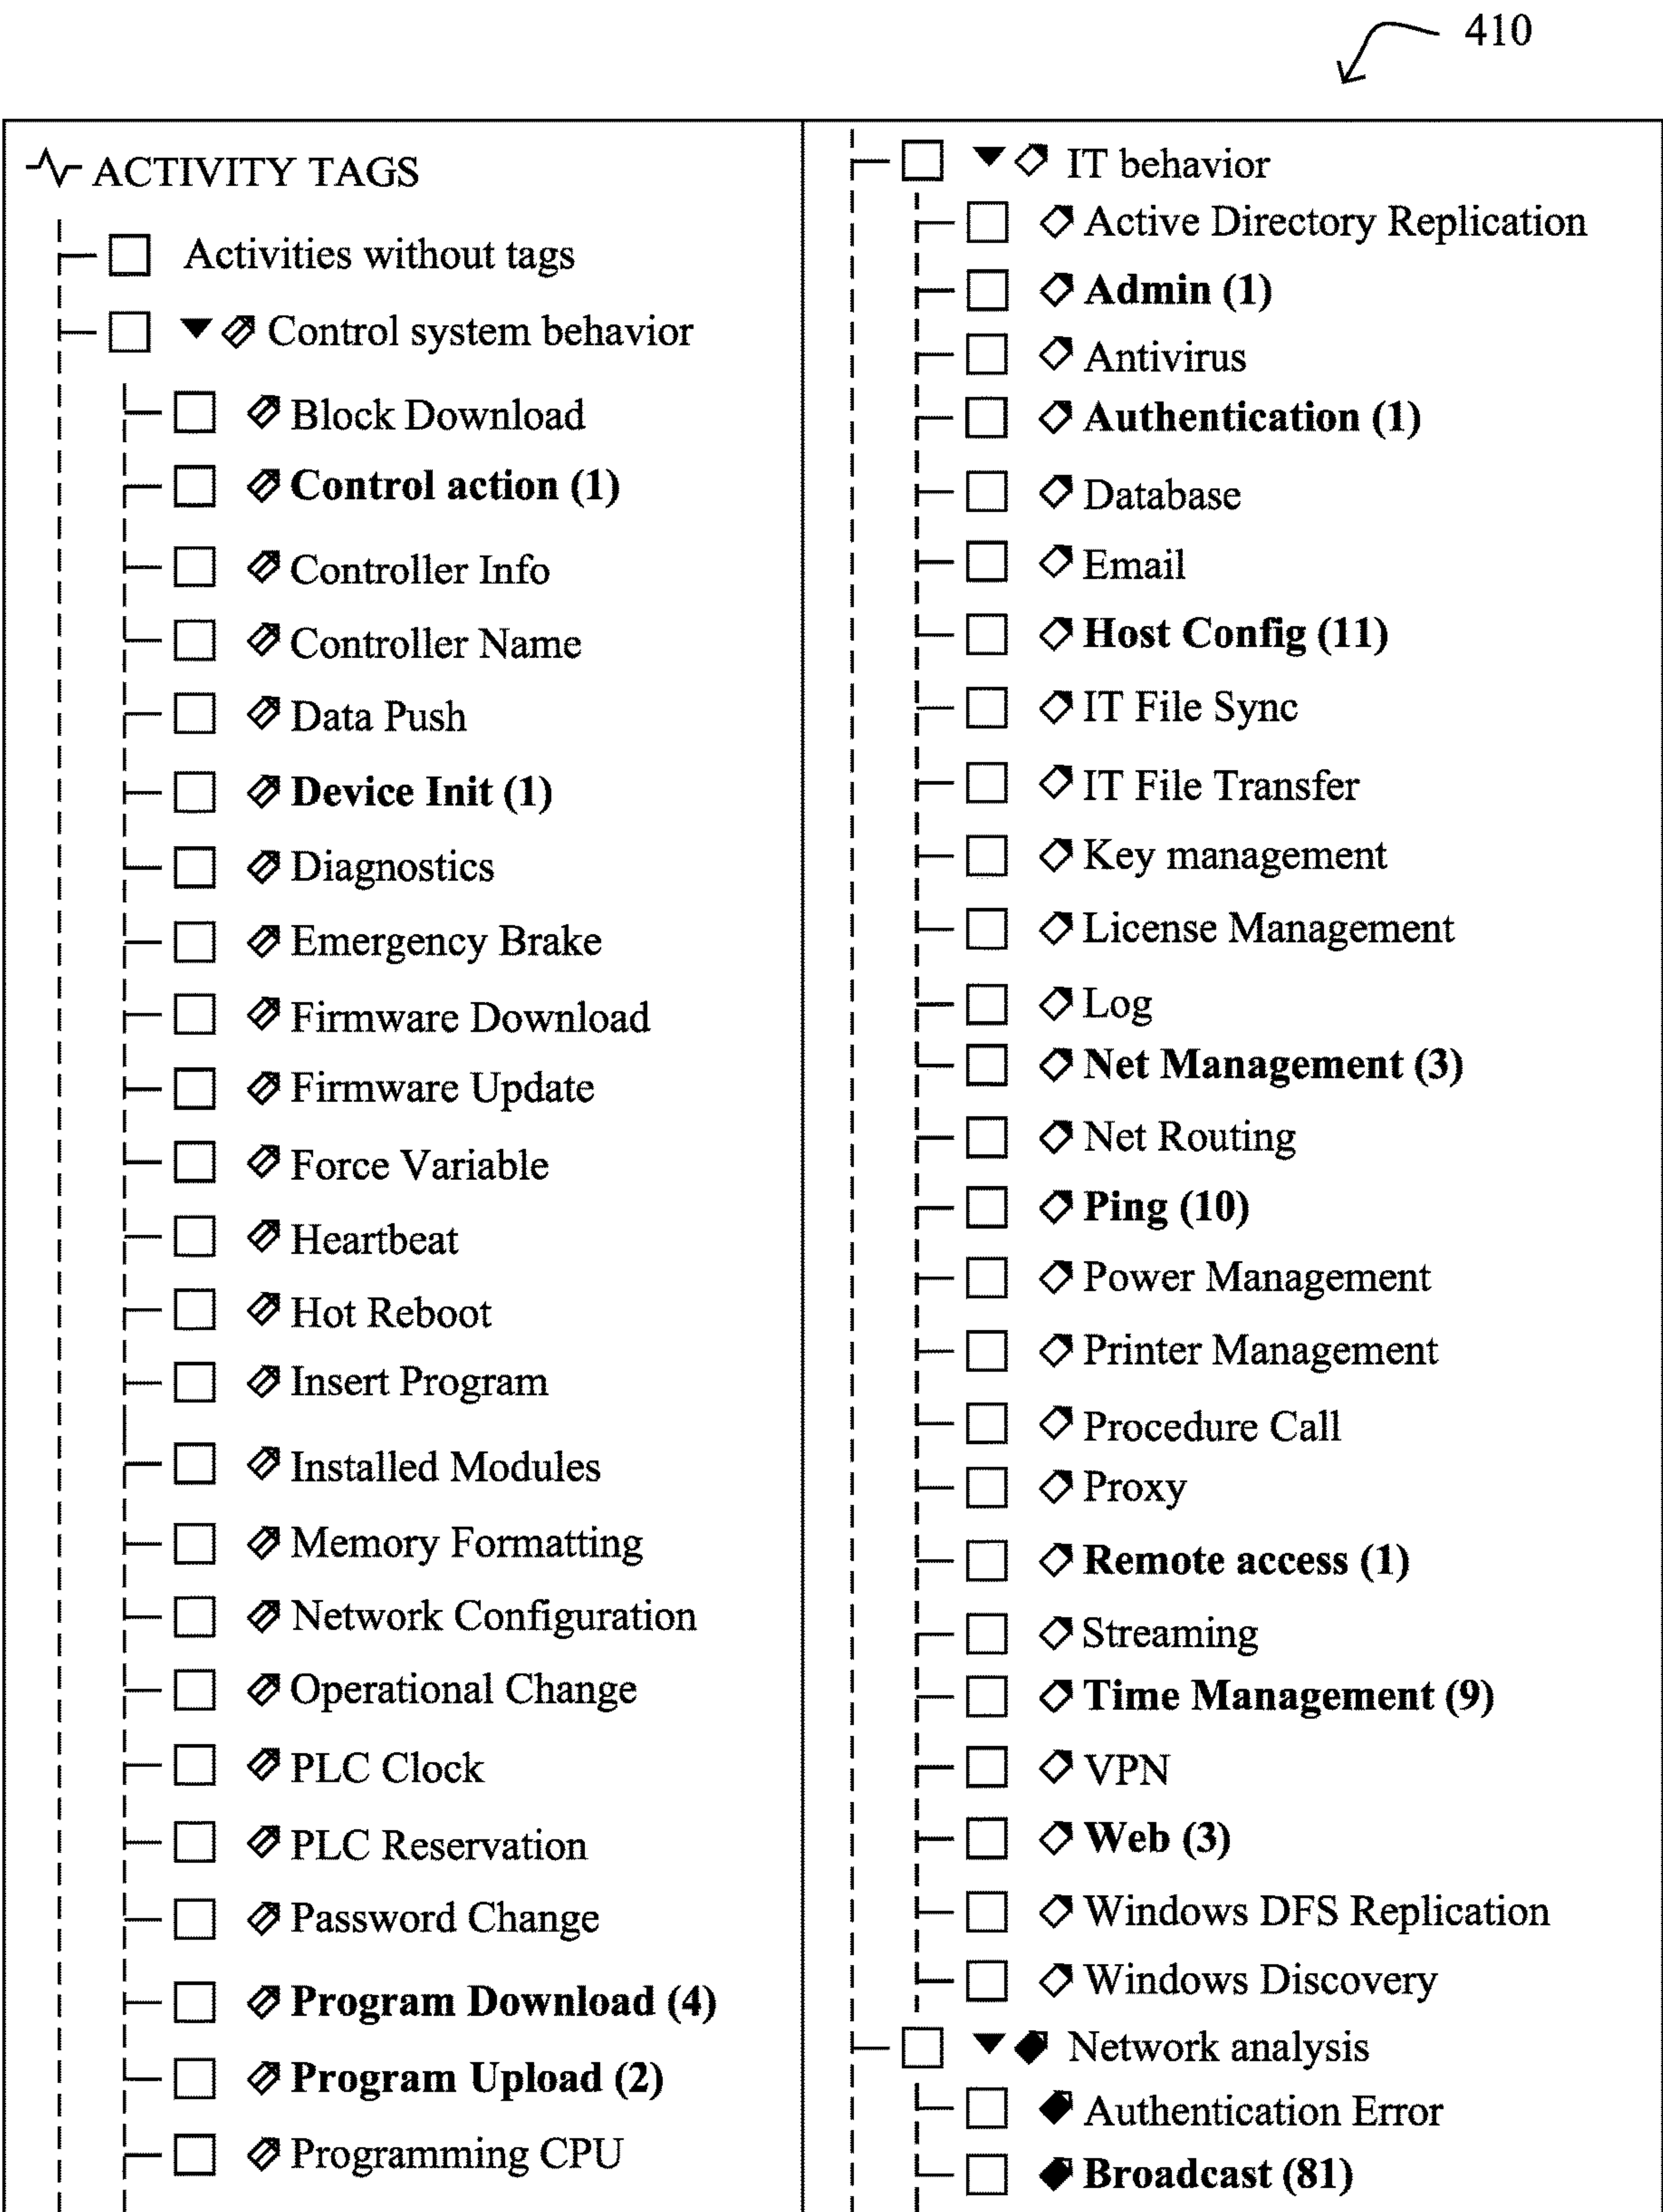 410
ACTIVITY TAGS
Activities without tags
Control system behavior
Block Download
Control action (1)
Controller Info
Controller Name
Data Push
Device Init (1)
Diagnostics
Emergency Brake
Firmware Download
Firmware Update
Force Variable
Heartbeat
Hot Reboot
Insert Program
Installed Modules
Memory Formatting
Network Configuration
Operational Change
PLC Clock
PLC Reservation
Password Change
Program Download (4)
Program Upload (2)
Programming CPU
IT behavior
Active Directory Replication
Admin (1)
Antivirus
Authentication (1)
Database
Email
Host Config (11)
IT File Sync
IT File Transfer
Key management
License Management
Log
Net Management (3)
Net Routing
Ping (10)
Power Management
Printer Management
Procedure Call
Proxy
Remote access (1)
Streaming
Time Management (9)
VPN
Web (3)
Windows DFS Replication
Windows Discovery
Network analysis
Authentication Error
Broadcast (81)